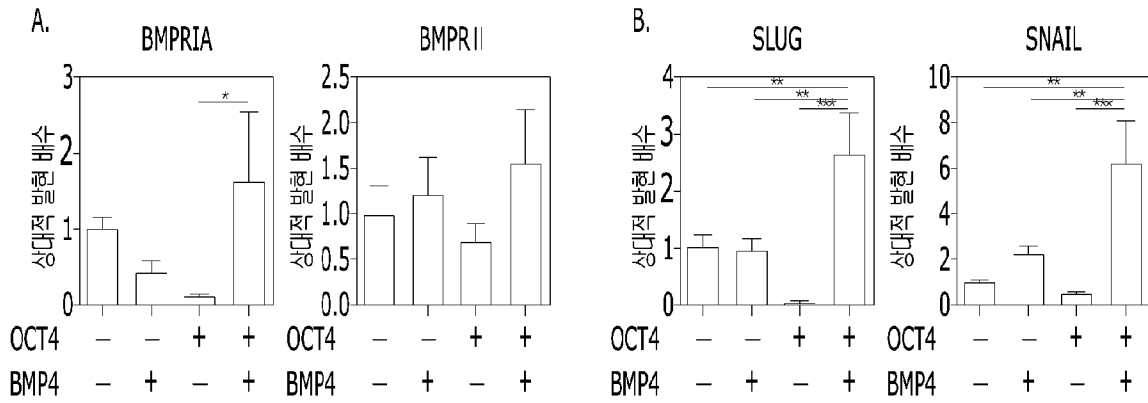 A.
BMPRIA
상대적 발현 배수
3
2
1
0
*
OCT4 − − + +
BMP4 − + − +
BMPRII
상대적 발현 배수
2.5
2.0
1.5
1.0
0.5
0.0
OCT4 − − + +
BMP4 − + − +
B.
SLUG
상대적 발현 배수
4
3
2
1
0
**
**
***
OCT4 − − + +
BMP4 − + − +
SNAIL
상대적 발현 배수
10
8
6
4
2
0
**
**
***
OCT4 − − + +
BMP4 − + − +